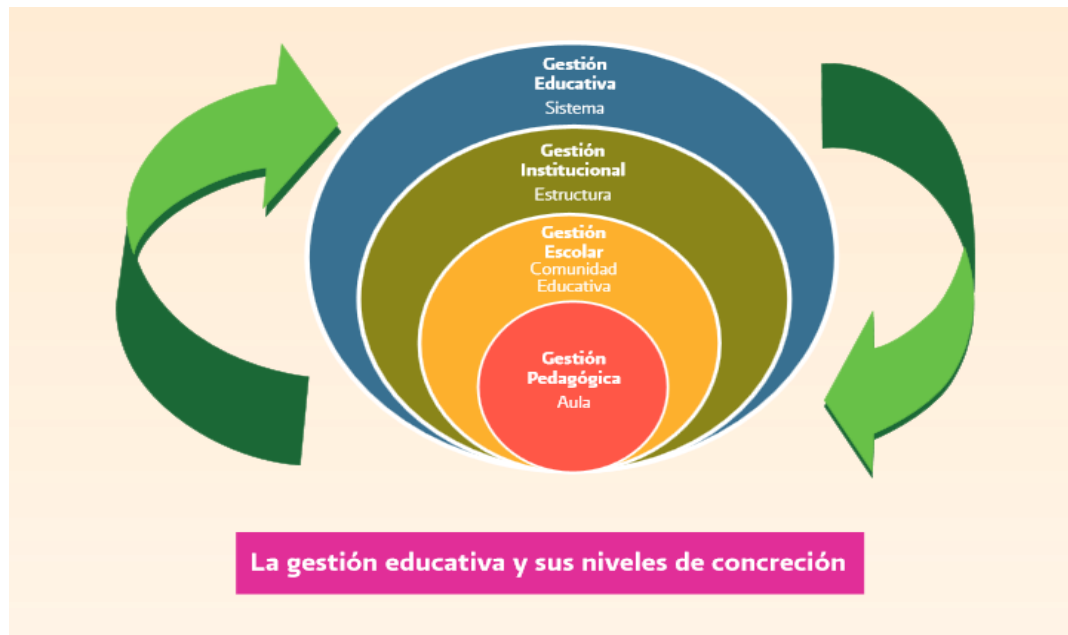 Gestión
Educativa
Sistema
Gestión
Institucional
Estructura
Gestión
Escolar
Comunidad
Educativa
Gestión
Pedagógica
Aula
La gestión educativa y sus niveles de concreción